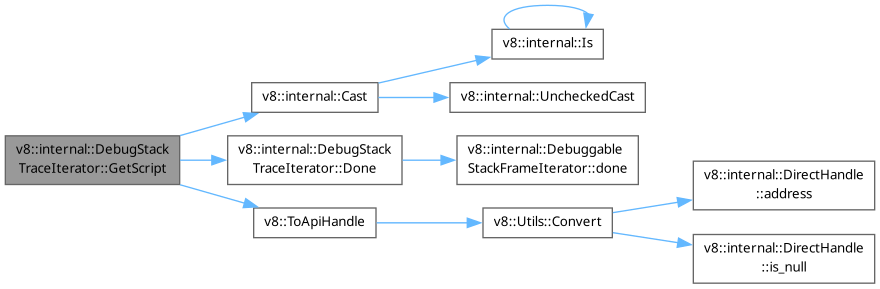 v8::internal::Is
v8::internal::Cast
v8::internal::UncheckedCast
v8::internal::DebugStack
TraceIterator::GetScript
v8::internal::DebugStack
TraceIterator::Done
v8::internal::Debuggable
StackFrameIterator::done
v8::internal::DirectHandle
::address
v8::ToApiHandle
v8::Utils::Convert
v8::internal::DirectHandle
::is_null